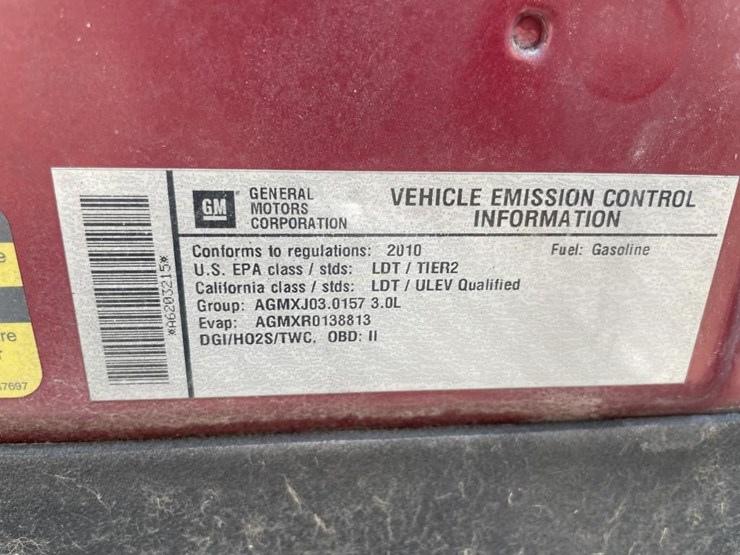 GM
GENERAL
MOTORS
CORPORATION
VEHICLE EMISSION CONTROL
INFORMATION
*A6203215*
Conforms to regulations: 2010 Fuel: Gasoline
U.S. EPA class / stds: LDT / TIER2
California class / stds: LDT / ULEV Qualified
Group: AGMXJ03.0157 3.0L
Evap: AGMXR0138813
DGI/HO2S/TWC, OBD: II
re
7697